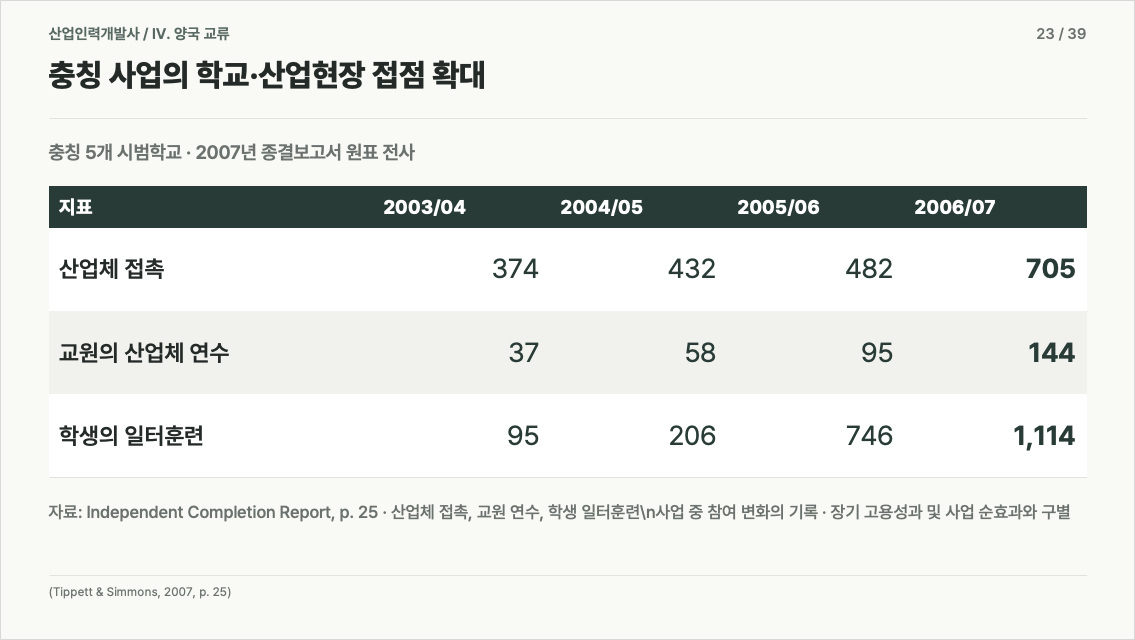 산업인력개발사 / IV. 양국 교류
23 / 39
충칭 사업의 학교·산업현장 접점 확대
충칭 5개 시범학교 · 2007년 종결보고서 원표 전사
지표 2003/04 2004/05 2005/06 2006/07
산업체 접촉 374 432 482 705
교원의 산업체 연수 37 58 95 144
학생의 일터훈련 95 206 746 1,114
자료: Independent Completion Report, p. 25 · 산업체 접촉, 교원 연수, 학생 일터훈련\n사업 중 참여 변화의 기록 · 장기 고용성과 및 사업 순효과와 구별
(Tippett & Simmons, 2007, p. 25)